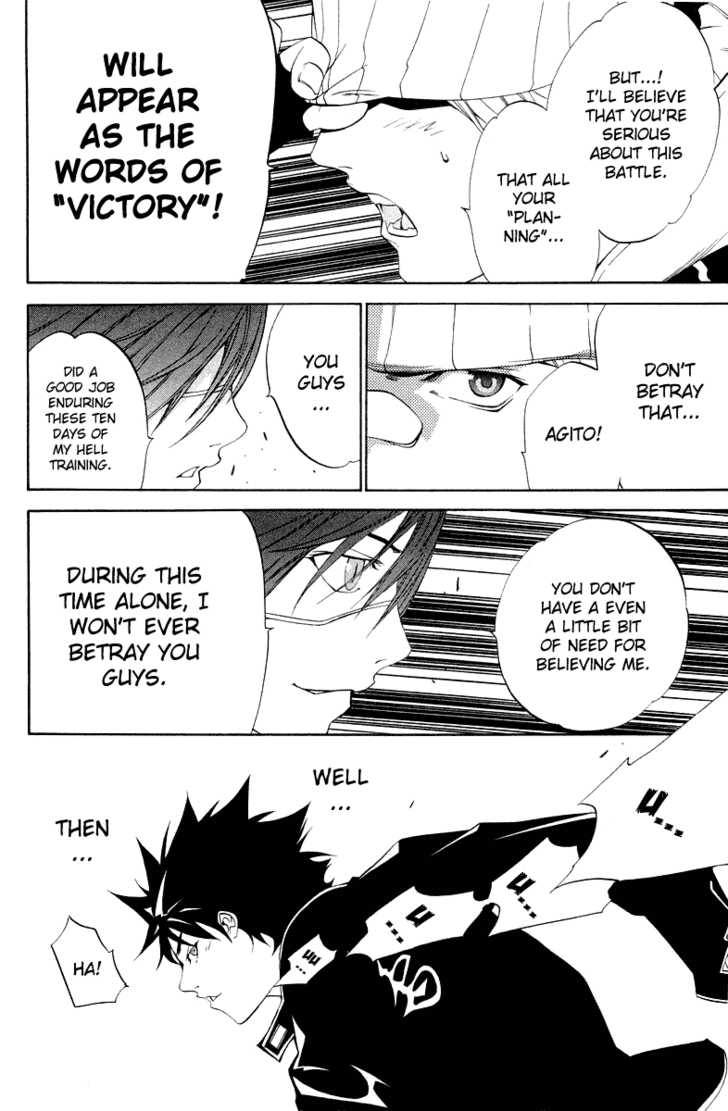 BUT...!
I'LL BELIEVE
THAT YOU'RE
SERIOUS
ABOUT THIS
BATTLE.
THAT ALL
YOUR
"PLAN-
NING"...
WILL
APPEAR
AS THE
WORDS OF
"VICTORY"!
DON'T
BETRAY
THAT...
AGITO!
YOU
GUYS
...
DID A
GOOD JOB
ENDURING
THESE TEN
DAYS OF
MY HELL
TRAINING.
YOU DON'T
HAVE A EVEN
A LITTLE BIT
OF NEED FOR
BELIEVING ME.
DURING THIS
TIME ALONE, I
WON'T EVER
BETRAY YOU
GUYS.
WELL
...
THEN
...
U...
U
U
UU
HA!